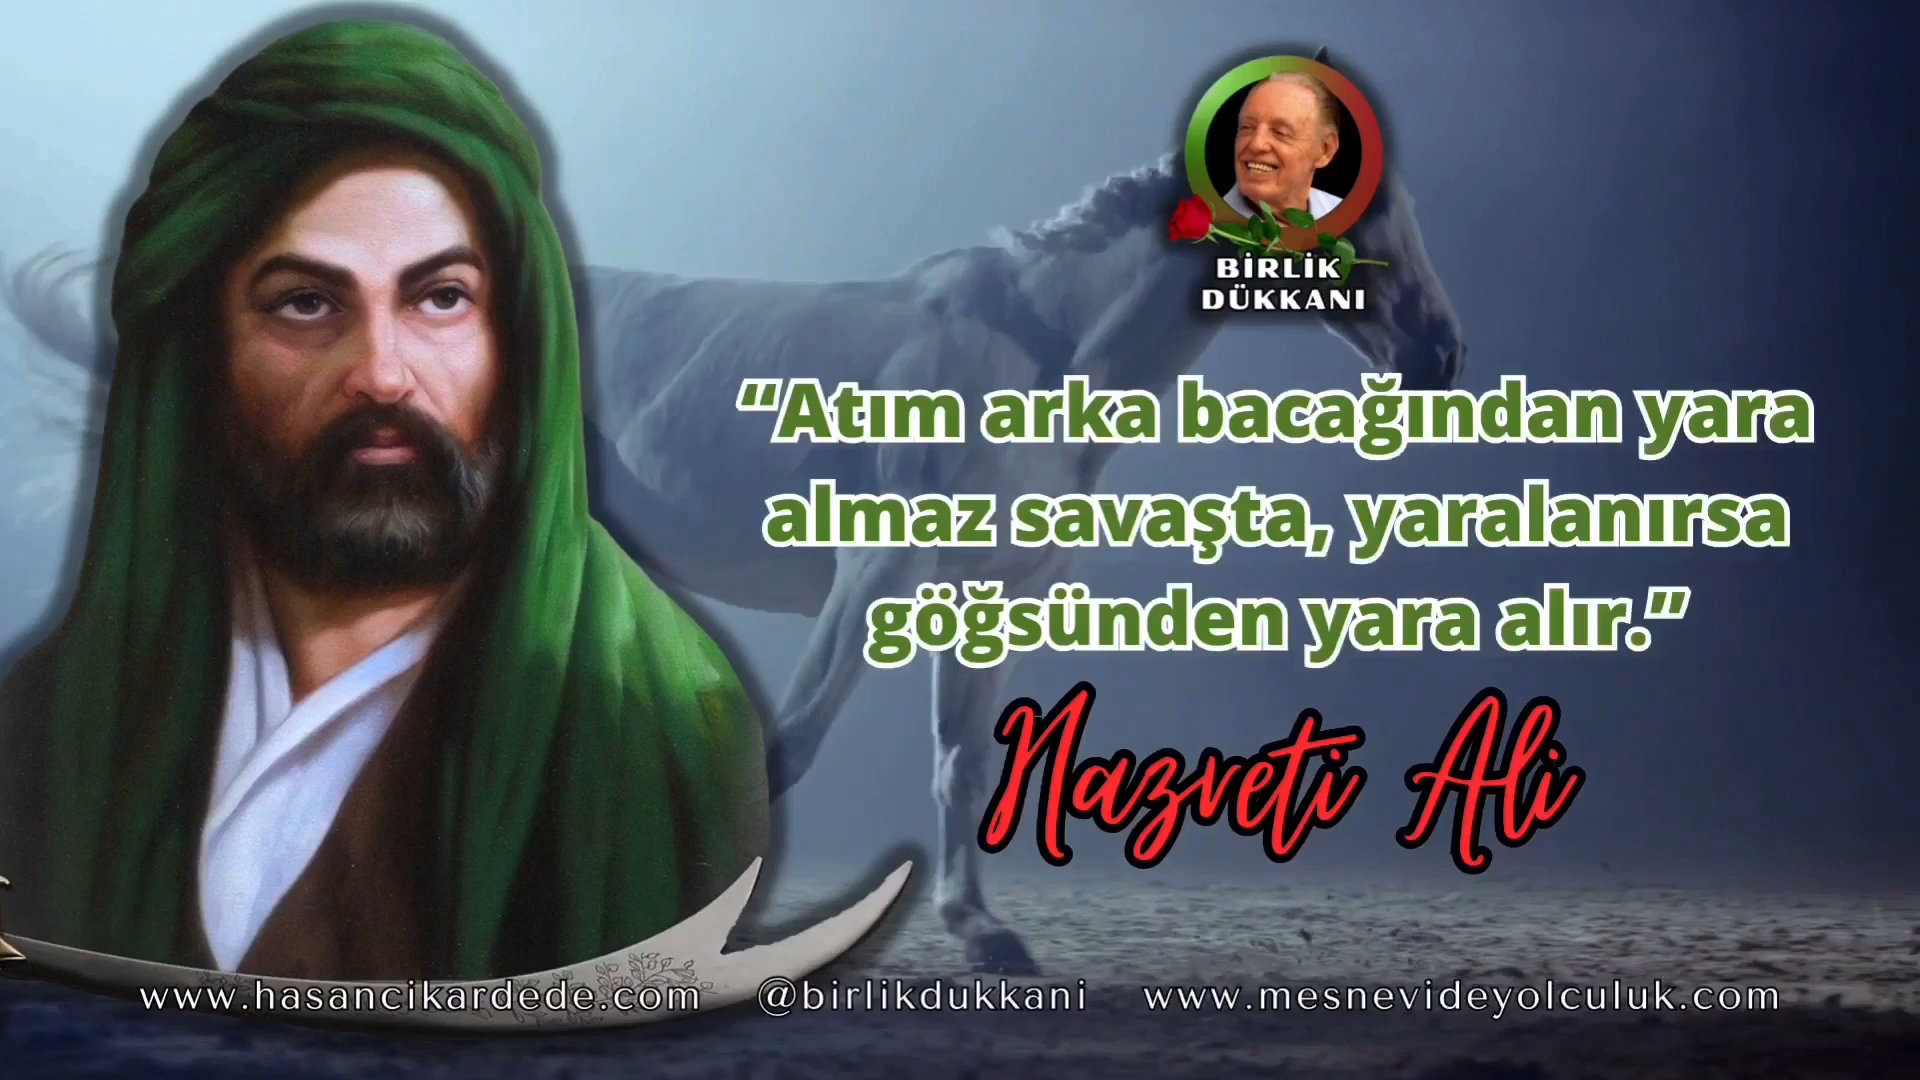 BİRLİK
DÜKKANI
“Atım arka bacağından yara
almaz savaşta, yaralanırsa
göğsünden yara alır.”
Hazreti Ali
www.hasancikardede.com @birlikdukkani www.mesnevideyolculuk.com